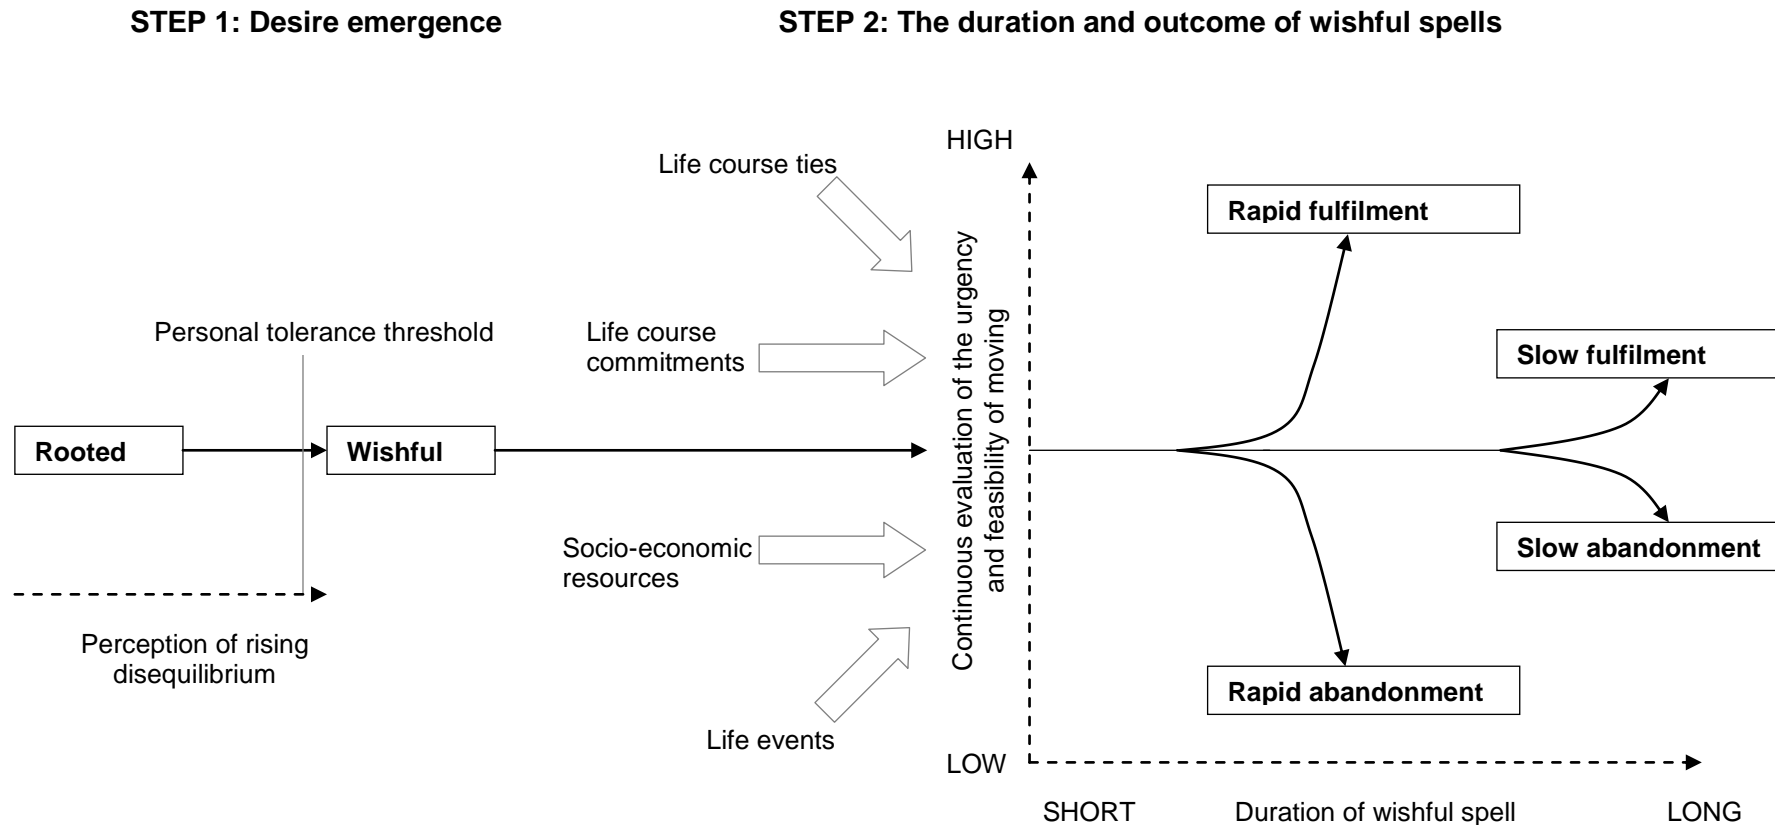 STEP 1: Desire emergence
STEP 2: The duration and outcome of wishful spells
Personal tolerance threshold
Rooted
Wishful
Perception of rising
disequilibrium
Life course ties
Life course
commitments
Socio-economic
resources
Life events
HIGH
Continuous evaluation of the urgency
and feasibility of moving
LOW
Rapid fulfilment
Slow fulfilment
Slow abandonment
Rapid abandonment
SHORT
Duration of wishful spell
LONG